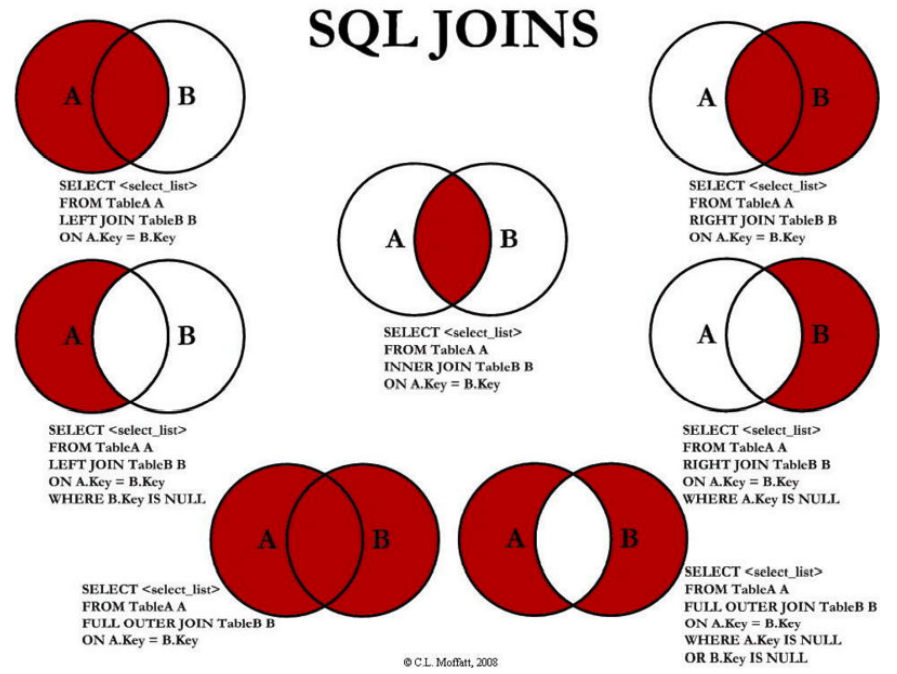 SQL JOINS
A B
SELECT <select_list>
FROM TableA A
LEFT JOIN TableB B
ON A.Key = B.Key
A B
SELECT <select_list>
FROM TableA A
RIGHT JOIN TableB B
ON A.Key = B.Key
A B
SELECT <select_list>
FROM TableA A
INNER JOIN TableB B
ON A.Key = B.Key
A B
SELECT <select_list>
FROM TableA A
LEFT JOIN TableB B
ON A.Key = B.Key
WHERE B.Key IS NULL
A B
SELECT <select_list>
FROM TableA A
RIGHT JOIN TableB B
ON A.Key = B.Key
WHERE A.Key IS NULL
A B
SELECT <select_list>
FROM TableA A
FULL OUTER JOIN TableB B
ON A.Key = B.Key
A B
SELECT <select_list>
FROM TableA A
FULL OUTER JOIN TableB B
ON A.Key = B.Key
WHERE A.Key IS NULL
OR B.Key IS NULL
© C.L. Moffatt, 2008